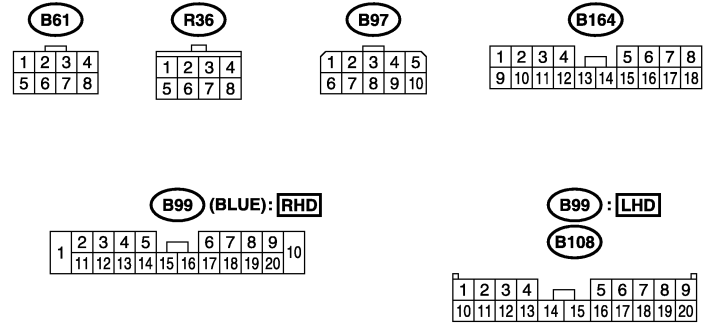 B61 R36 B97 B164
1 2 3 4
5 6 7 8
1 2 3 4
5 6 7 8
1 2 3 4 5
6 7 8 9 10
1 2 3 4 5 6 7 8
9 10 11 12 13 14 15 16 17 18
B99 (BLUE): RHD
1 2 3 4 5 6 7 8 9 10
11 12 13 14 15 16 17 18 19 20
B99 : LHD
B108
1 2 3 4 5 6 7 8 9
10 11 12 13 14 15 16 17 18 19 20